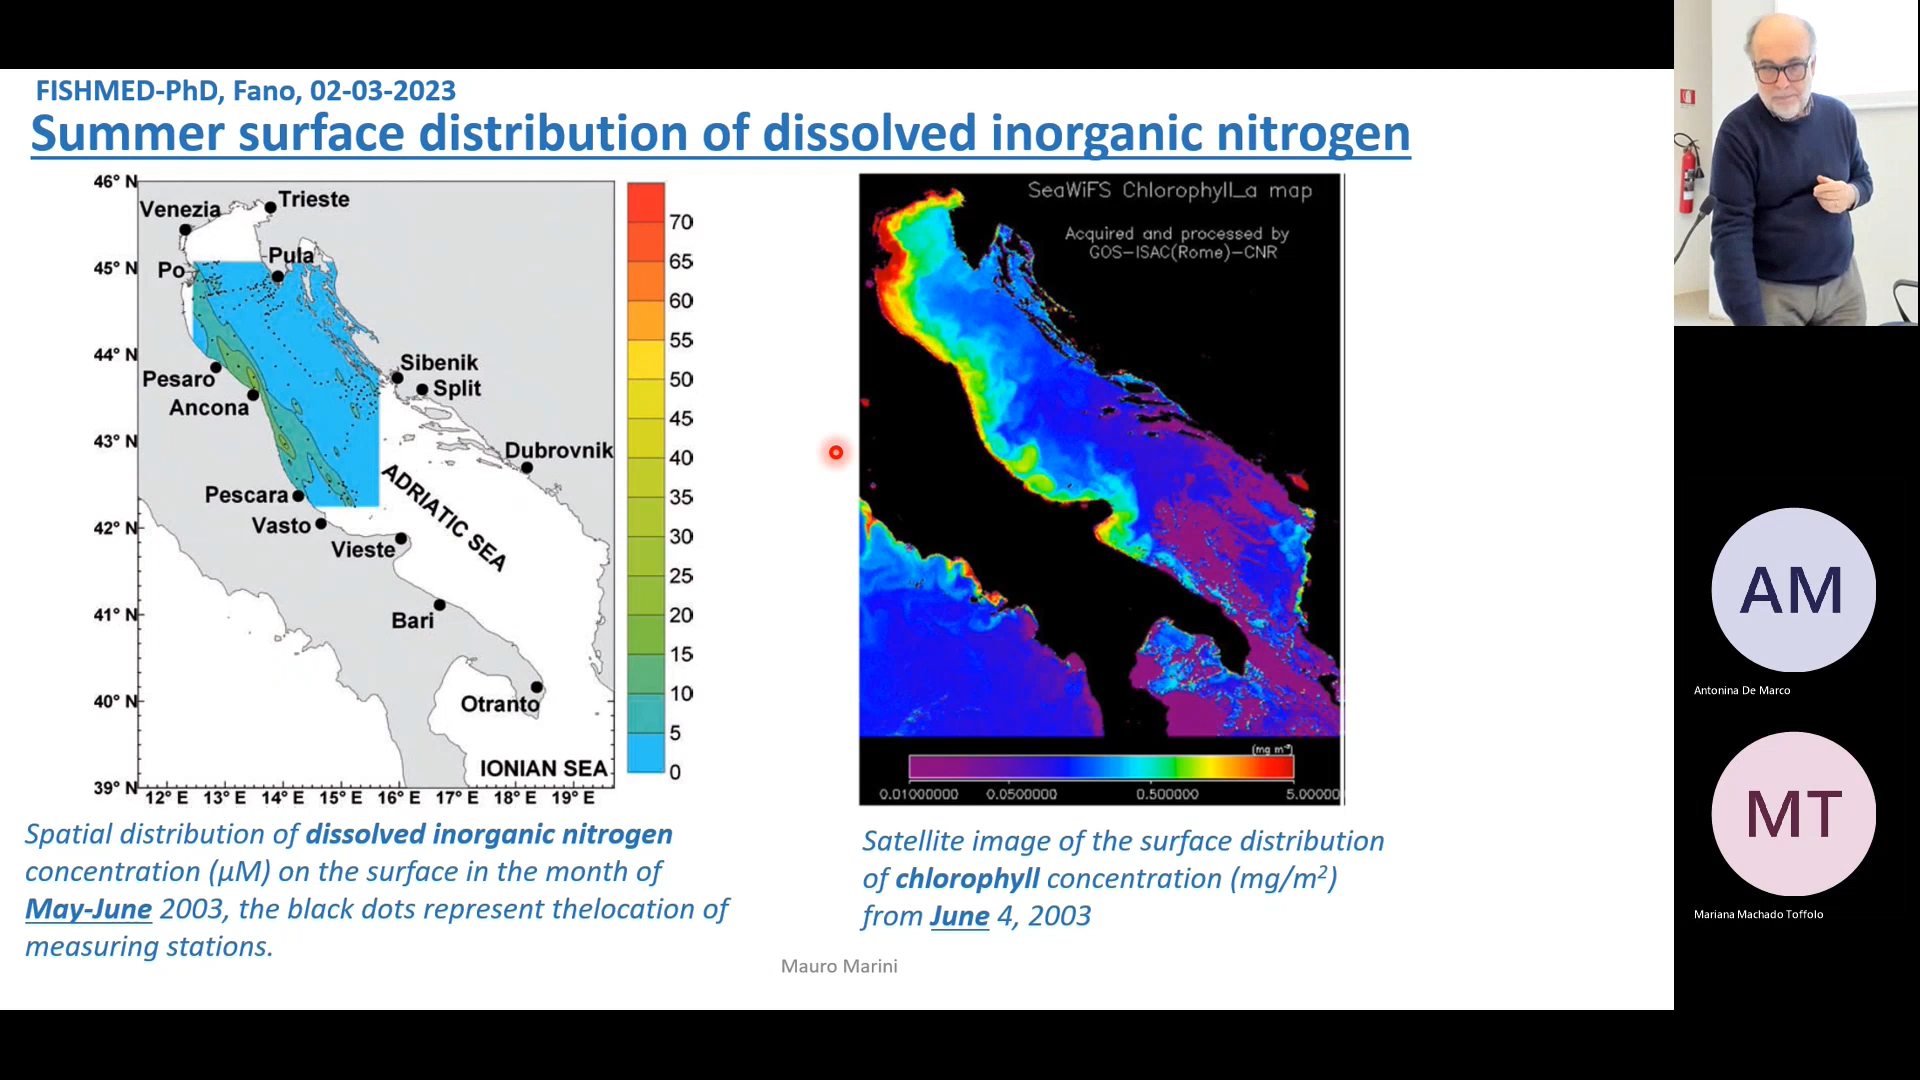 FISHMED-PhD, Fano, 02-03-2023
Summer surface distribution of dissolved inorganic nitrogen
46° N
45° N
44° N
43° N
42° N
41° N
40° N
39° N
12° E 13° E 14° E 15° E 16° E 17° E 18° E 19° E
Venezia
Trieste
Po
Pula
Pesaro
Ancona
Sibenik
Split
Dubrovnik
Pescara
Vasto
Vieste
ADRIATIC SEA
Bari
Otranto
IONIAN SEA
70
65
60
55
50
45
40
35
30
25
20
15
10
5
0
SeaWiFS Chlorophyll_a map
Acquired and processed by
GOS-ISAC(Rome)-CNR
(mg m⁻³)
0.01000000 0.0500000 0.500000 5.00000
Spatial distribution of dissolved inorganic nitrogen
concentration (μM) on the surface in the month of
May-June 2003, the black dots represent thelocation of
measuring stations.
Satellite image of the surface distribution
of chlorophyll concentration (mg/m²)
from June 4, 2003
Mauro Marini
AM
Antonina De Marco
MT
Mariana Machado Toffolo